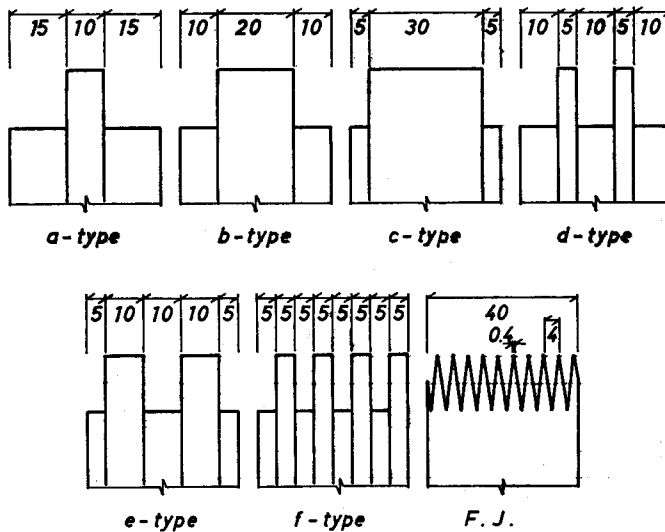 15 10 15
10 20 10
5 30 5
10 5 10 5 10
a-type
b-type
c-type
d-type
5 10 10 10 5
5 5 5 5 5 5 5 5
40
0.4 4
e-type
f-type
F. J.